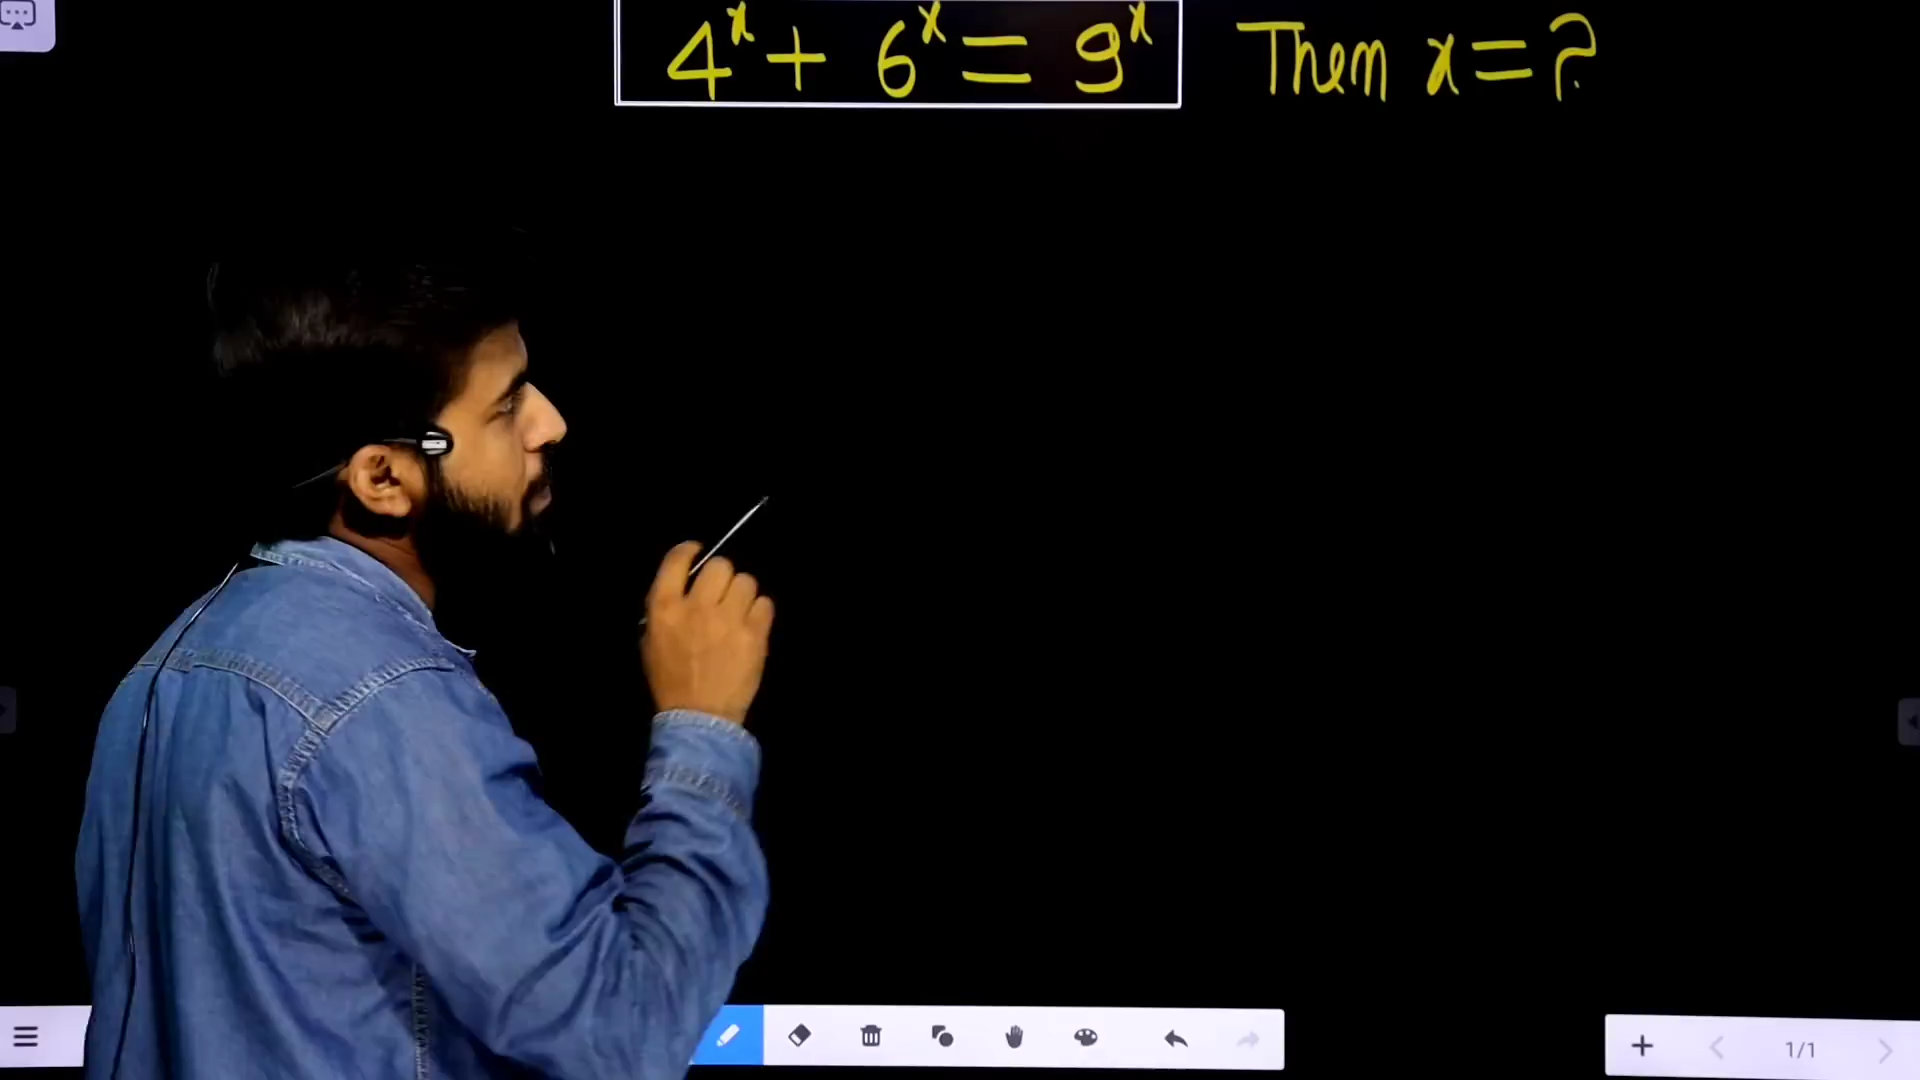 4ˣ + 6ˣ = 9ˣ Then x = ?
1/1